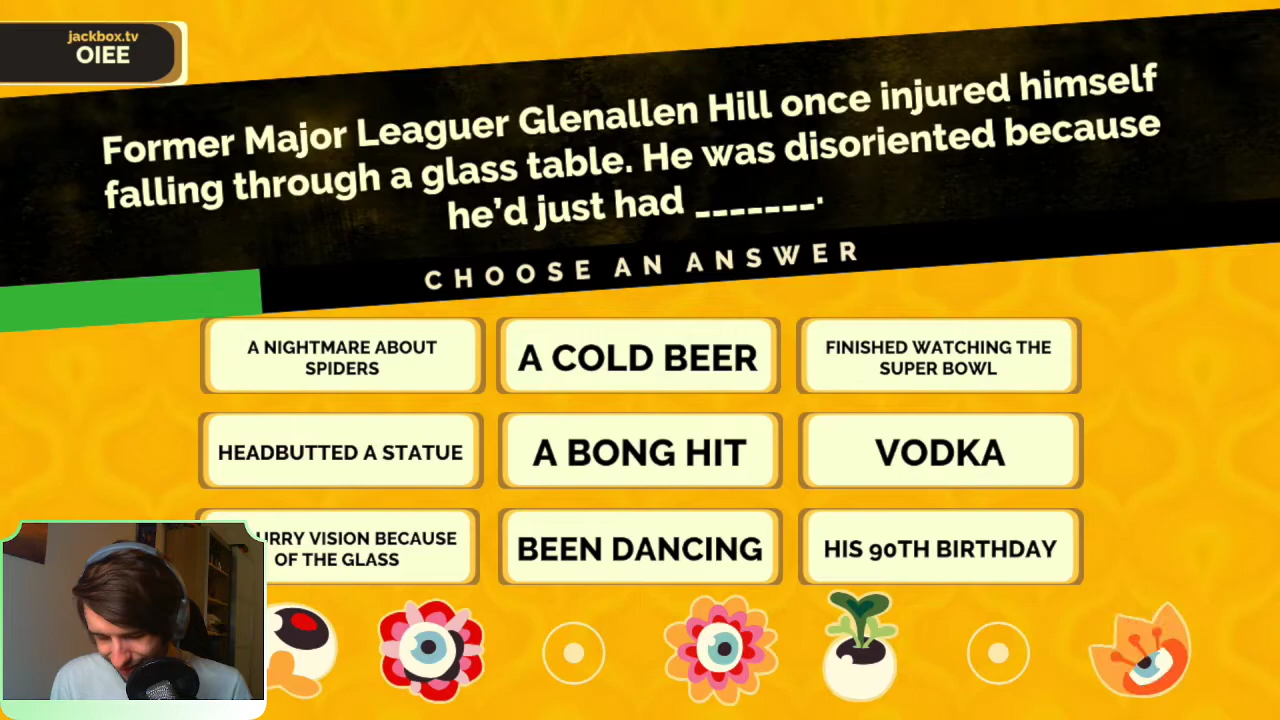 jackbox.tv
OIEE
Former Major Leaguer Glenallen Hill once injured himself
falling through a glass table. He was disoriented because
he'd just had _______.
CHOOSE AN ANSWER
A NIGHTMARE ABOUT
SPIDERS
A COLD BEER
FINISHED WATCHING THE
SUPER BOWL
HEADBUTTED A STATUE
A BONG HIT
VODKA
VISION BECAUSE
OF THE GLASS
BEEN DANCING
HIS 90TH BIRTHDAY